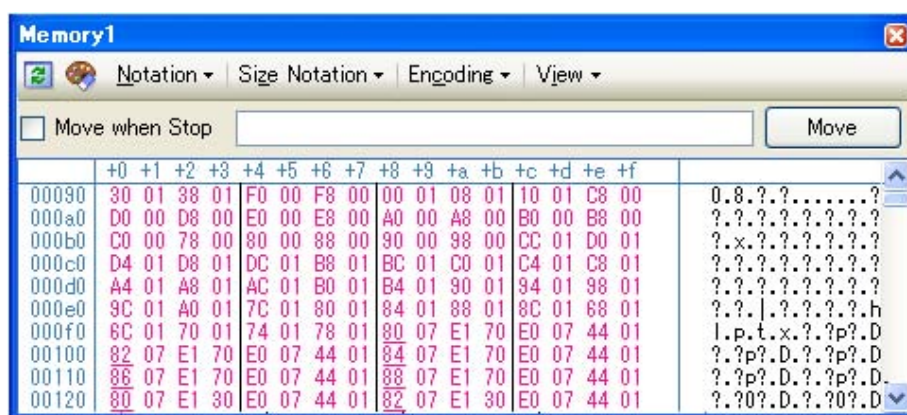 Memory1
Notation Size Notation Encoding View
Move when Stop Move
+0 +1 +2 +3 +4 +5 +6 +7 +8 +9 +a +b +c +d +e +f
00090 30 01 38 01 F0 00 F8 00 00 01 08 01 10 01 C8 00 0.8.?.?.......?.
000a0 D0 00 D8 00 E0 00 E8 00 A0 00 A8 00 B0 00 B8 00 ?.?.?.?.?.?.?.?
000b0 C0 00 78 00 80 00 88 00 90 00 98 00 CC 01 D0 01 ?.x.?.?.?.?.?.?
000c0 D4 01 D8 01 DC 01 B8 01 BC 01 C0 01 C4 01 C8 01 ?.?.?.?.?.?.?.?
000d0 A4 01 A8 01 AC 01 B0 01 B4 01 90 01 94 01 98 01 ?.?.?.?.?.?.?.?
000e0 9C 01 A0 01 7C 01 80 01 84 01 88 01 8C 01 68 01 ?.?.|.?.?.?.?.h
000f0 6C 01 70 01 74 01 78 01 80 07 E1 70 E0 07 44 01 l.p.t.x.?.?p?.D
00100 82 07 E1 70 E0 07 44 01 84 07 E1 70 E0 07 44 01 ?.?p?.D.?.?p?.D
00110 86 07 E1 70 E0 07 44 01 88 07 E1 70 E0 07 44 01 ?.?p?.D.?.?p?.D
00120 80 07 E1 30 E0 07 44 01 82 07 E1 30 E0 07 44 01 ?.?0?.D.?.?0?.D